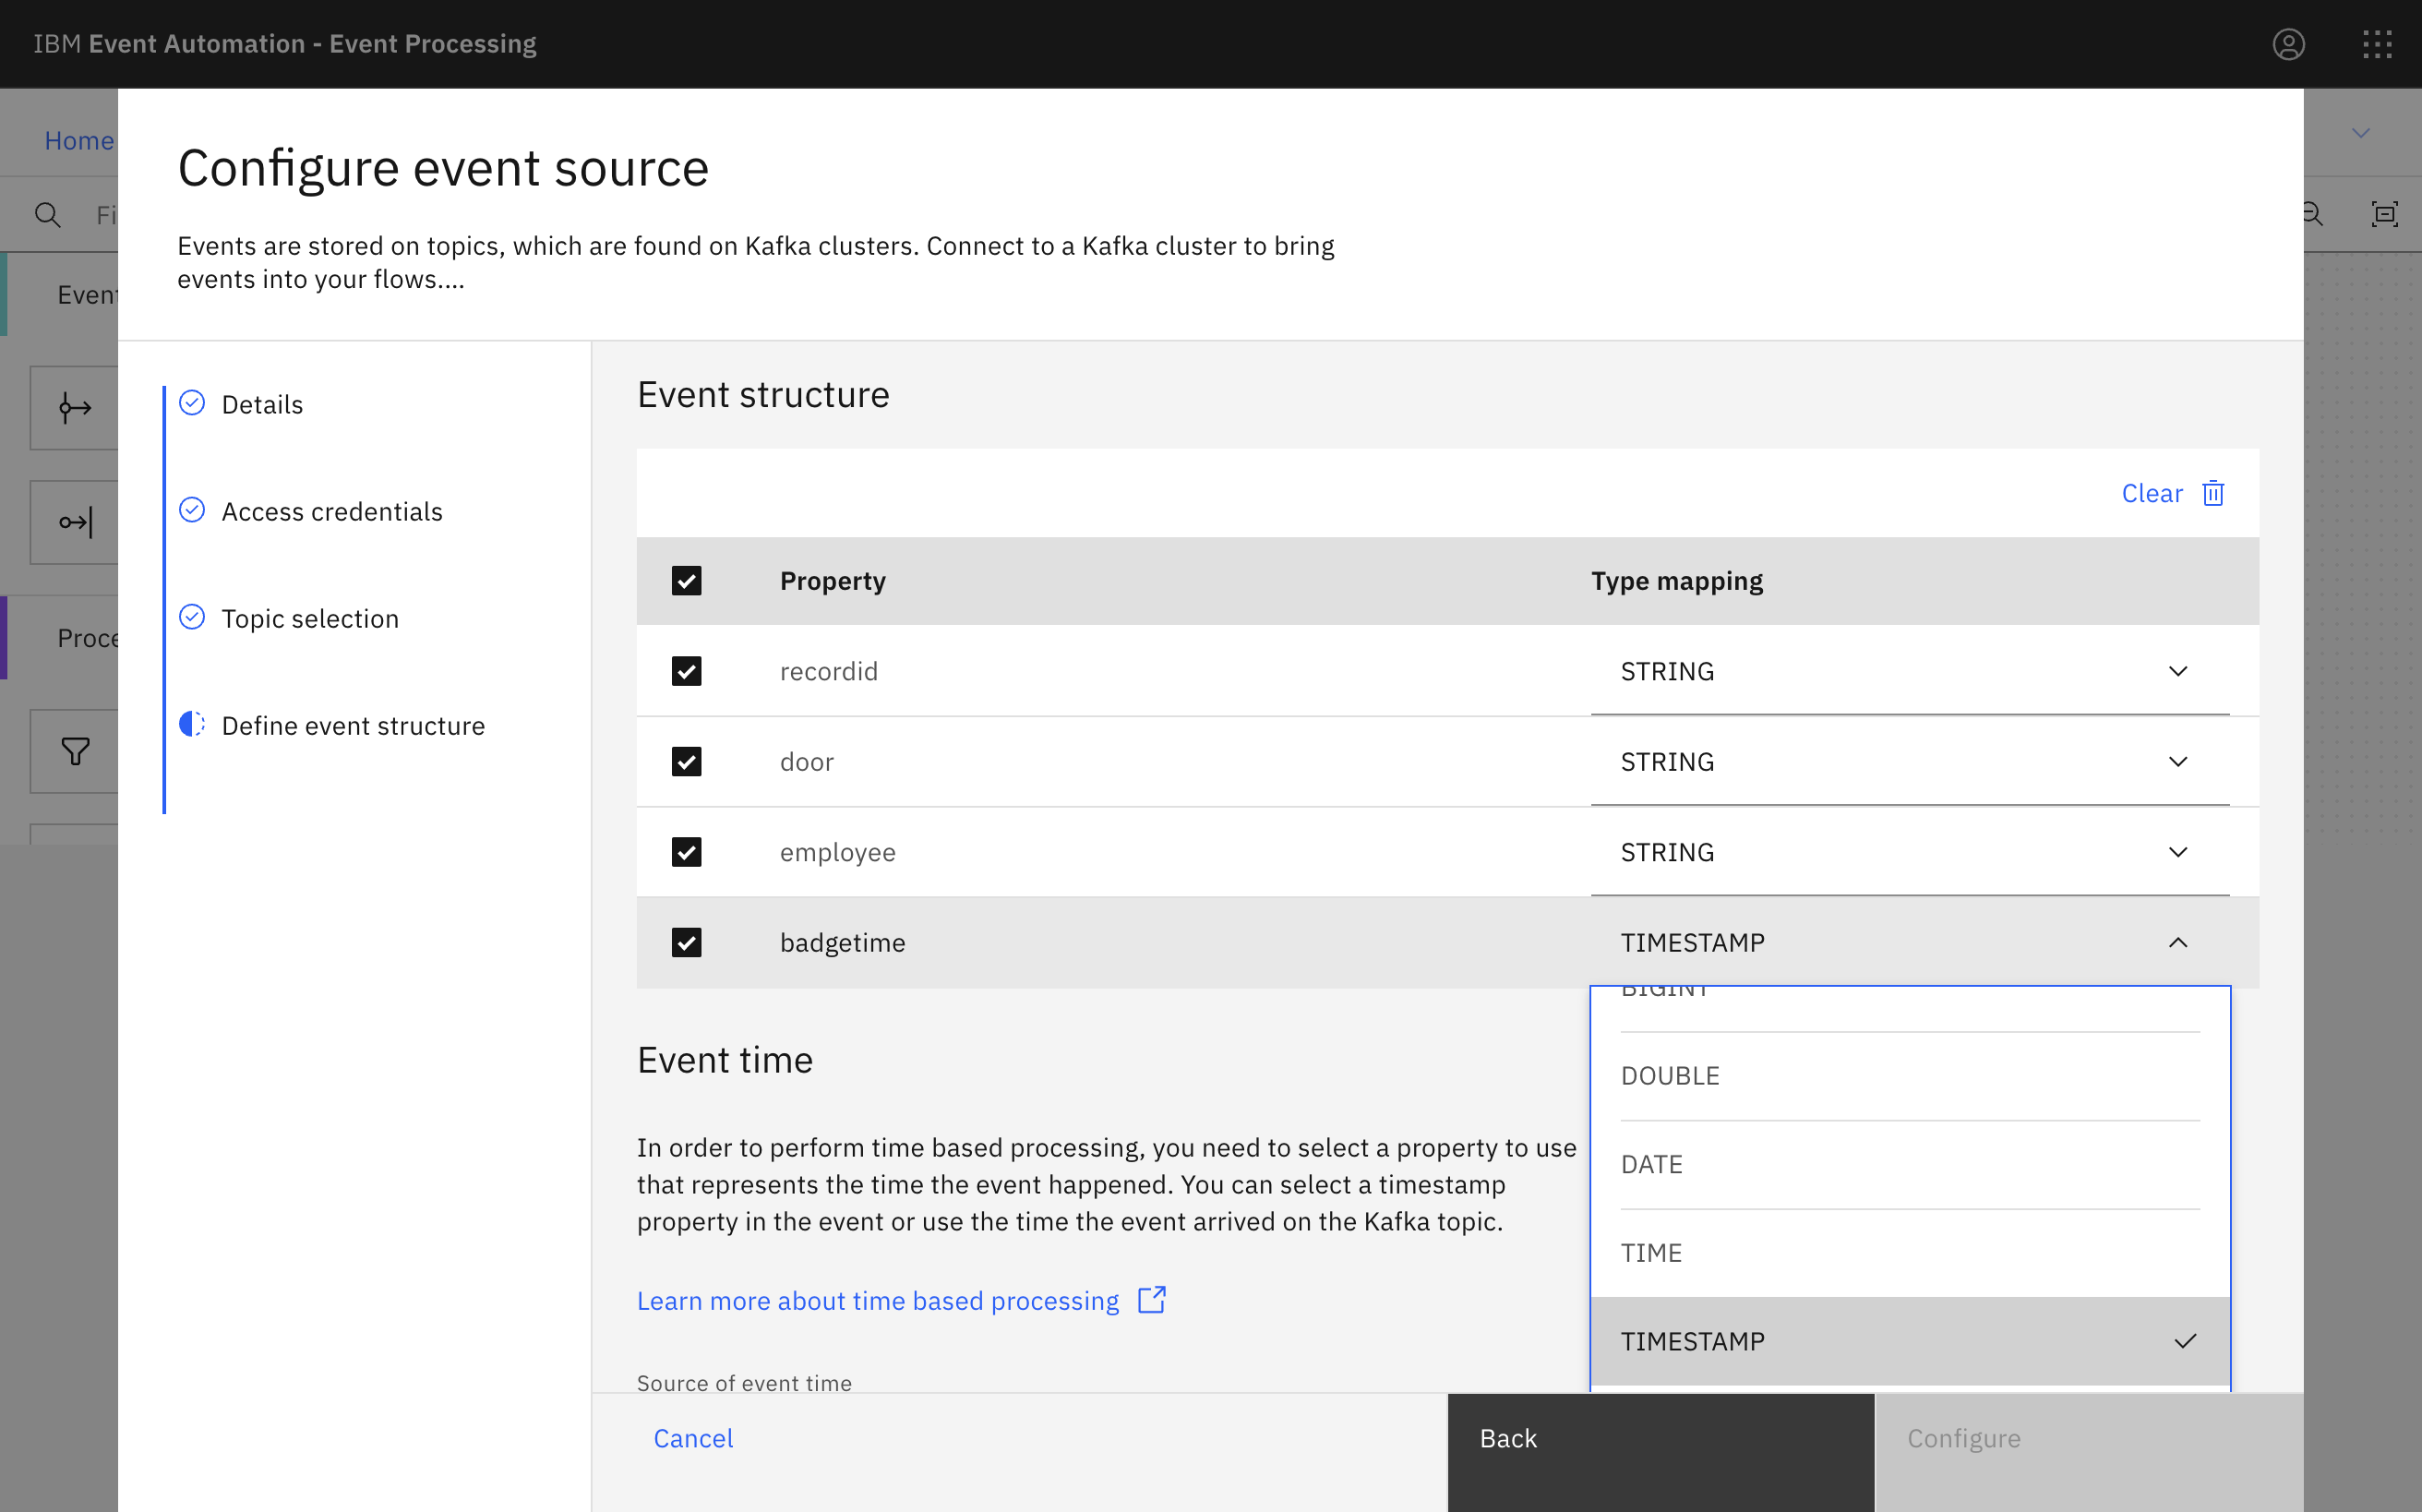 IBM Event Automation - Event Processing
Home
Configure event source
Events are stored on topics, which are found on Kafka clusters. Connect to a Kafka cluster to bring
events into your flows....
Fi
Event
Proce
Details
Access credentials
Topic selection
Define event structure
Event structure
Clear
Property Type mapping
recordid STRING
door STRING
employee STRING
badgetime TIMESTAMP
BIGINT
DOUBLE
DATE
TIME
TIMESTAMP
Event time
In order to perform time based processing, you need to select a property to use
that represents the time the event happened. You can select a timestamp
property in the event or use the time the event arrived on the Kafka topic.
Learn more about time based processing
Source of event time
Cancel
Back
Configure